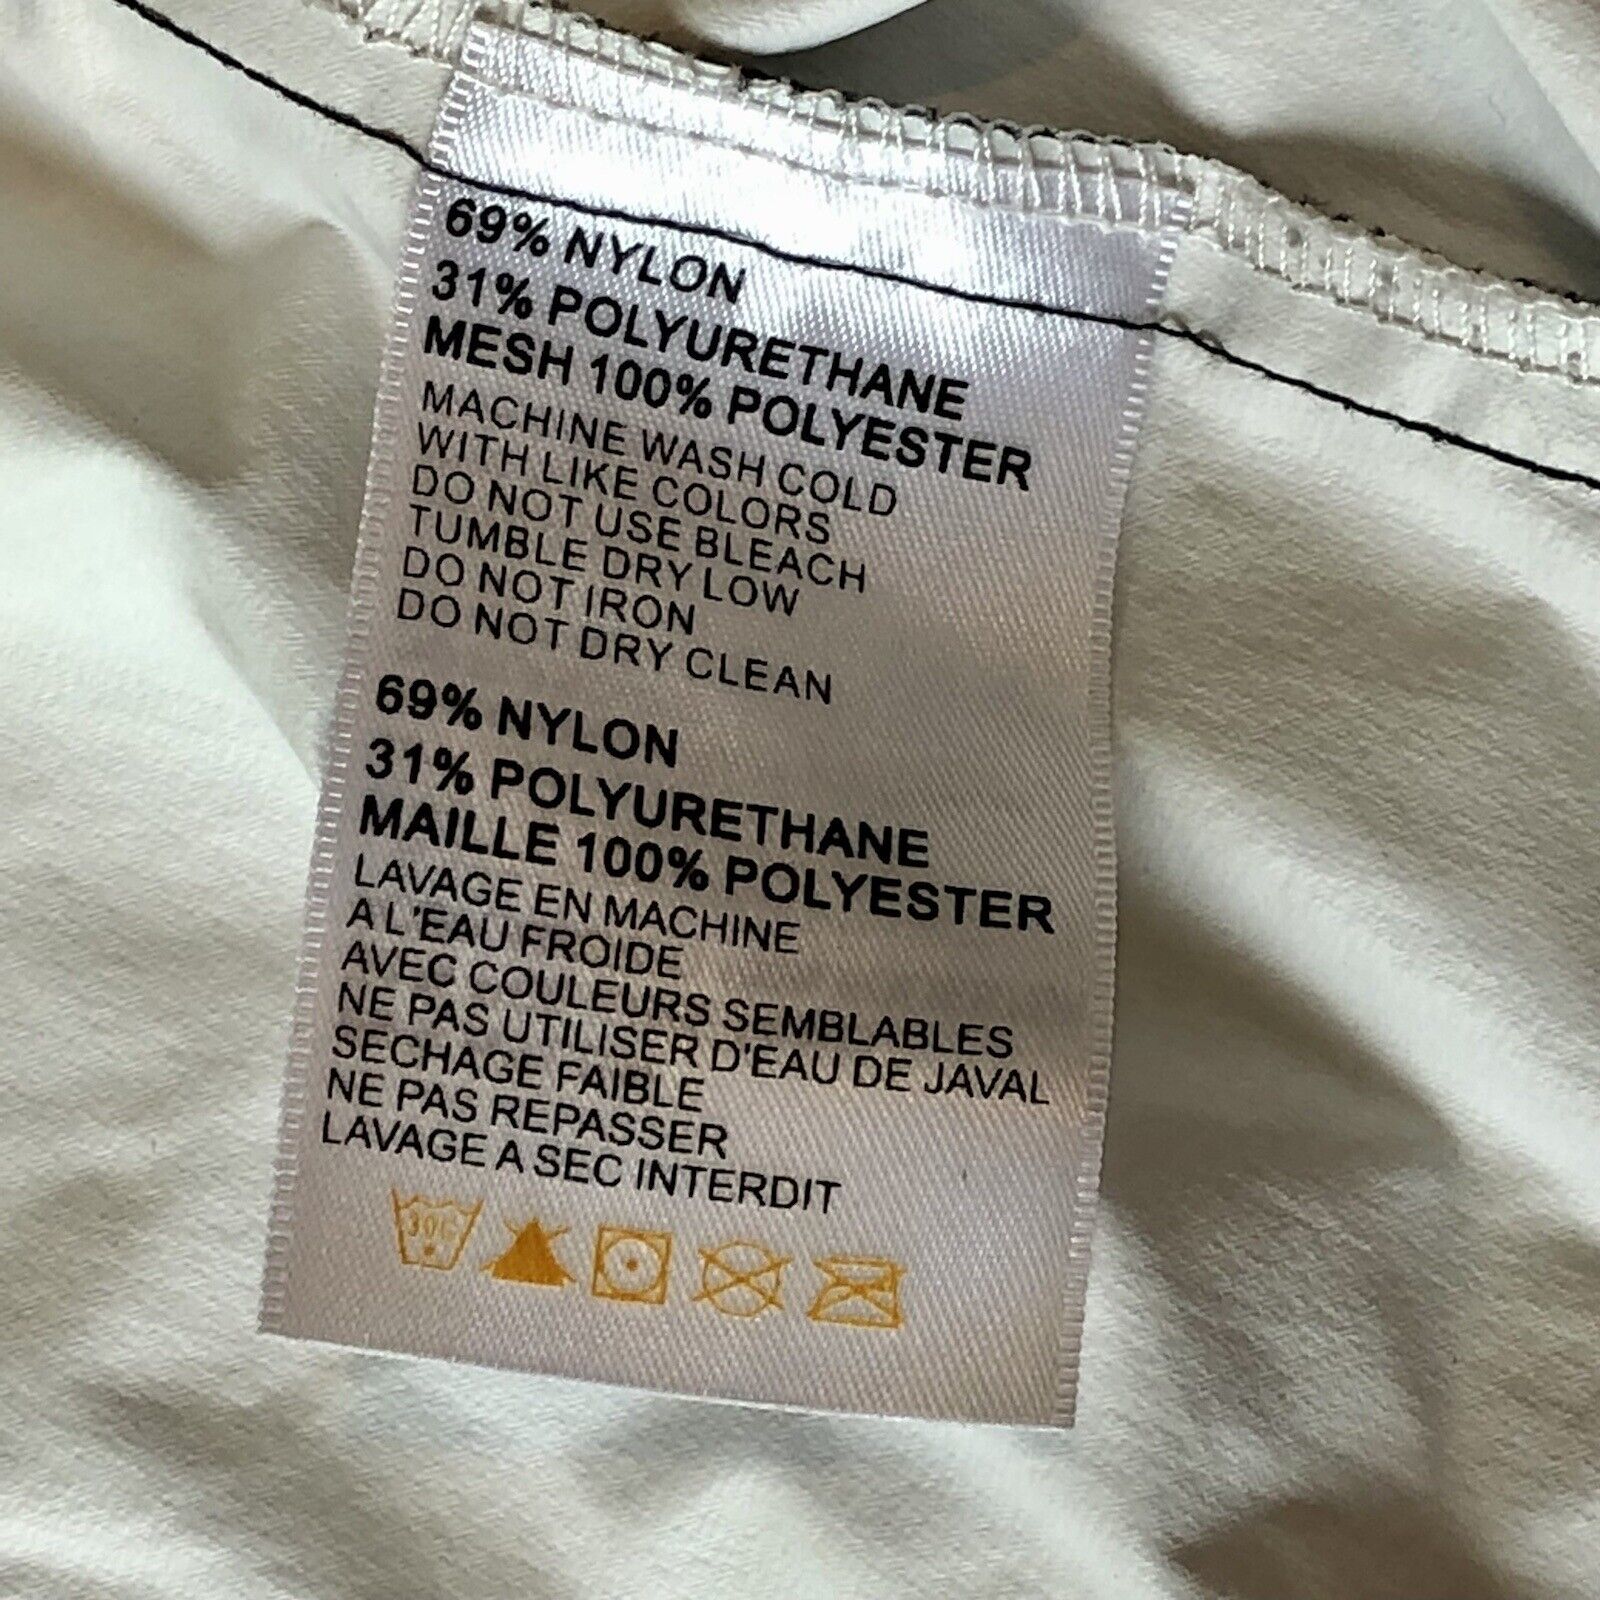 69% NYLON
31% POLYURETHANE
MESH 100% POLYESTER
MACHINE WASH COLD
WITH LIKE COLORS
DO NOT USE BLEACH
TUMBLE DRY LOW
DO NOT IRON
DO NOT DRY CLEAN
69% NYLON
31% POLYURETHANE
MAILLE 100% POLYESTER
LAVAGE EN MACHINE
A L'EAU FROIDE
AVEC COULEURS SEMBLABLES
NE PAS UTILISER D'EAU DE JAVAL
SECHAGE FAIBLE
NE PAS REPASSER
LAVAGE A SEC INTERDIT
30C